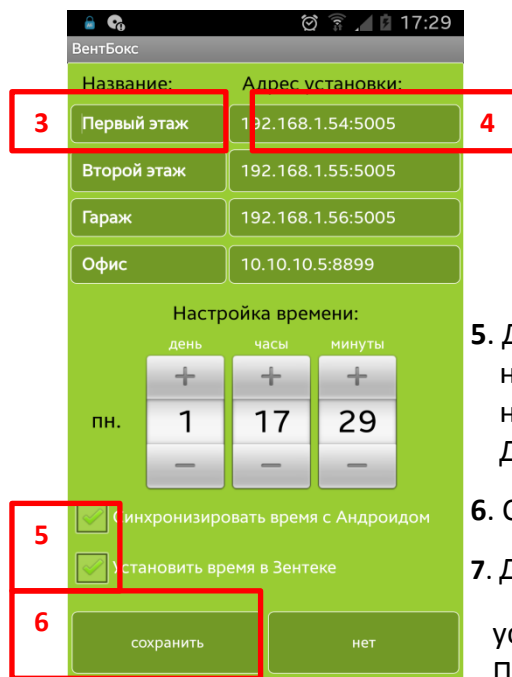 17:29
ВентБокс
Название: Адрес установки:
3 Первый этаж 192.168.1.54:5005 4
Второй этаж 192.168.1.55:5005
Гараж 192.168.1.56:5005
Офис 10.10.10.5:8899
Настройка времени:
день часы минуты
+ + +
пн. 1 17 29
— — —
5 Синхронизировать время с Андроидом
Установить время в Зентеке
6 сохранить нет
5. Д
н
н
Д
6. С
7. Д
ус
П